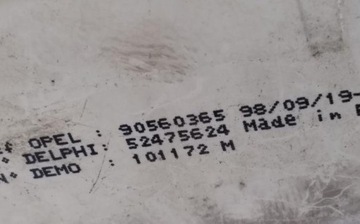 OPEL : 90560365 98/09/19-
DELPHI: 52475624 Made in
DEMO : 101172 M